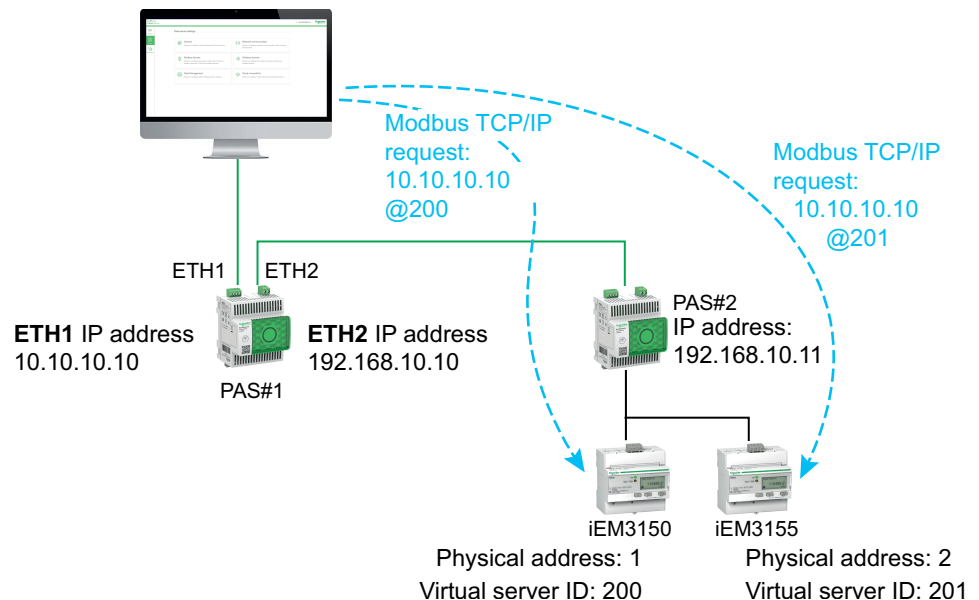 Modbus TCP/IP
request:
10.10.10.10
@200
Modbus TCP/IP
request:
10.10.10.10
@201
ETH1
ETH2
ETH1 IP address
10.10.10.10
ETH2 IP address
192.168.10.10
PAS#1
PAS#2
IP address:
192.168.10.11
iEM3150
iEM3155
Physical address: 1
Virtual server ID: 200
Physical address: 2
Virtual server ID: 201